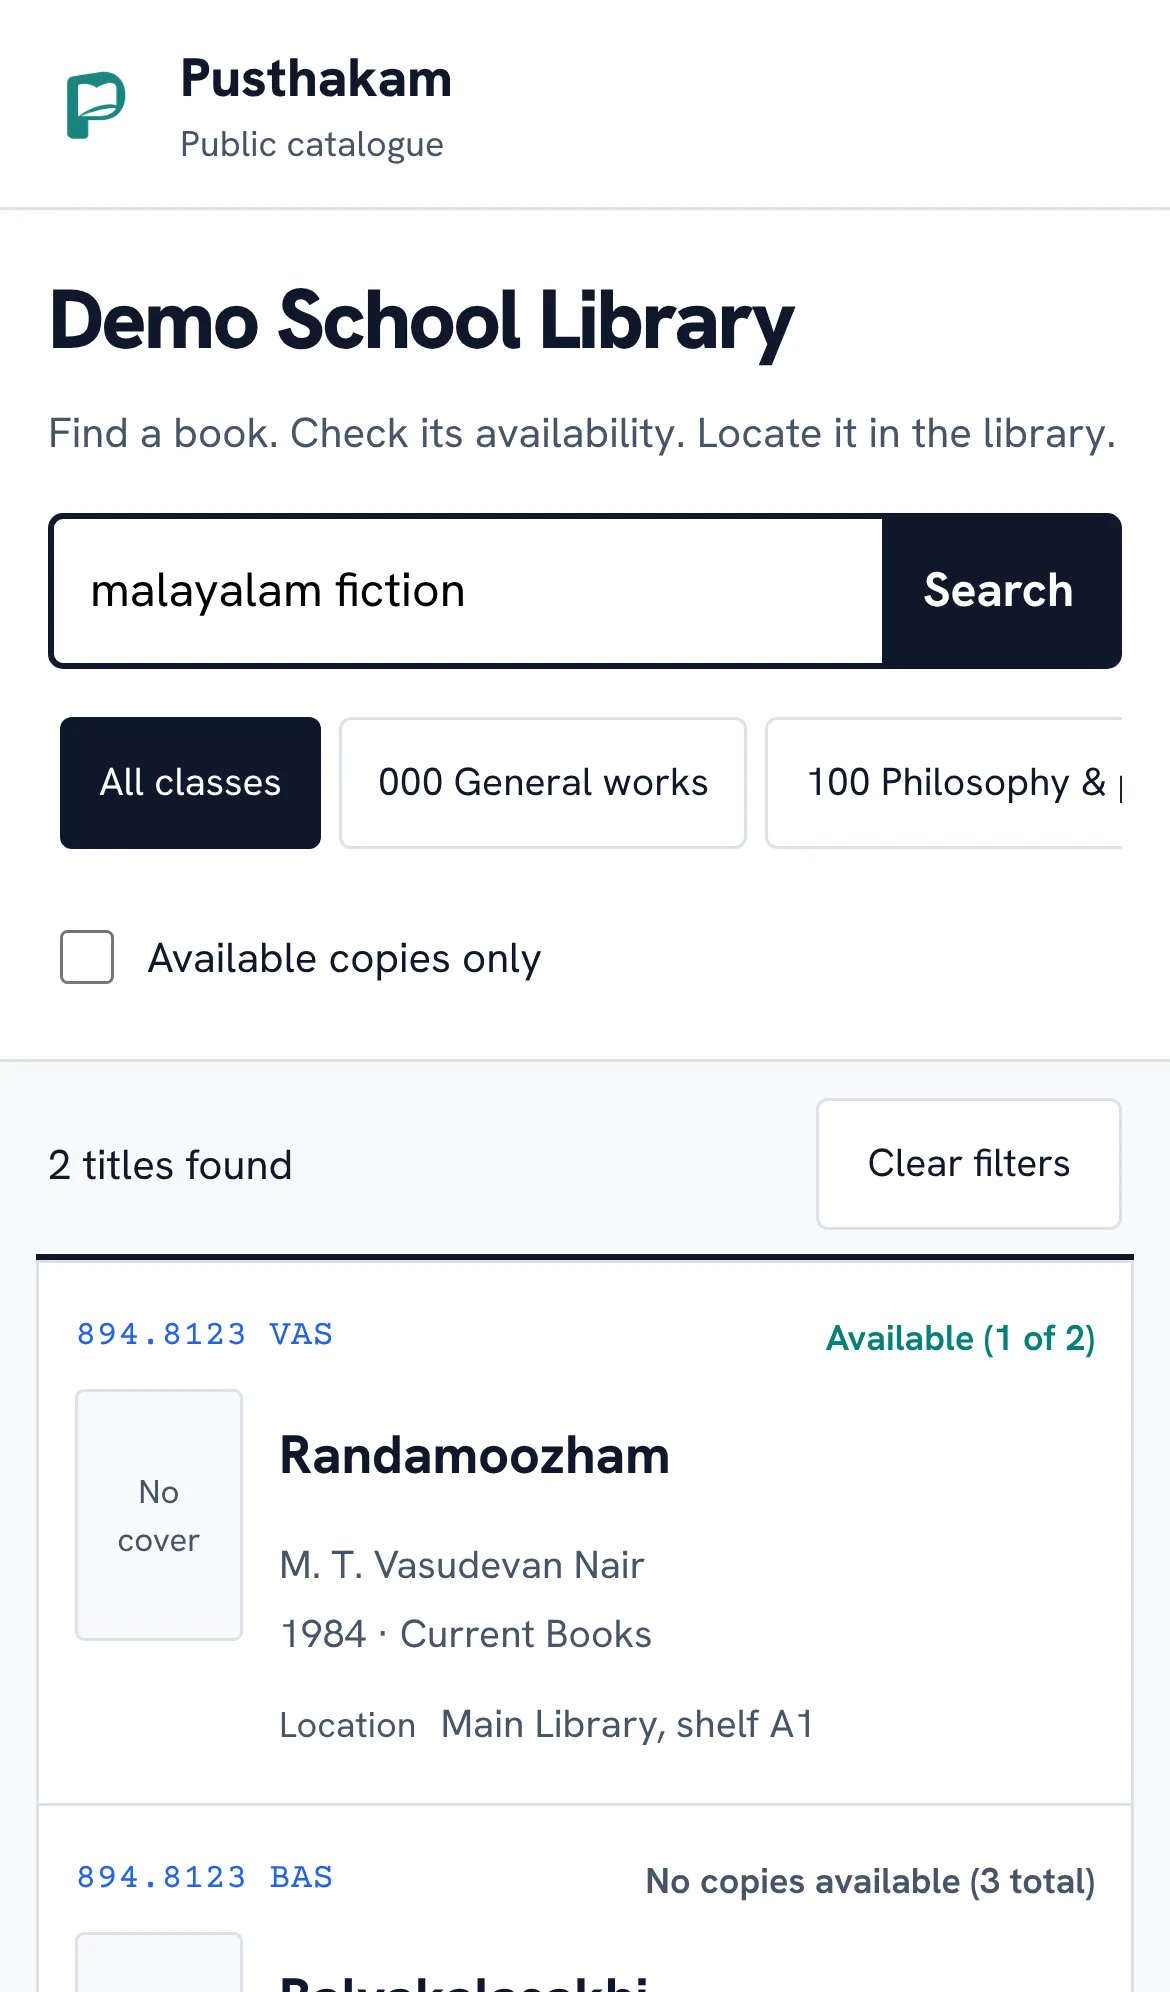 Pusthakam
Public catalogue
Demo School Library
Find a book. Check its availability. Locate it in the library.
malayalam fiction
Search
All classes
000 General works
100 Philosophy &
Available copies only
2 titles found
Clear filters
894.8123 VAS
Available (1 of 2)
No
cover
Randamoozham
M. T. Vasudevan Nair
1984 · Current Books
Location Main Library, shelf A1
894.8123 BAS
No copies available (3 total)